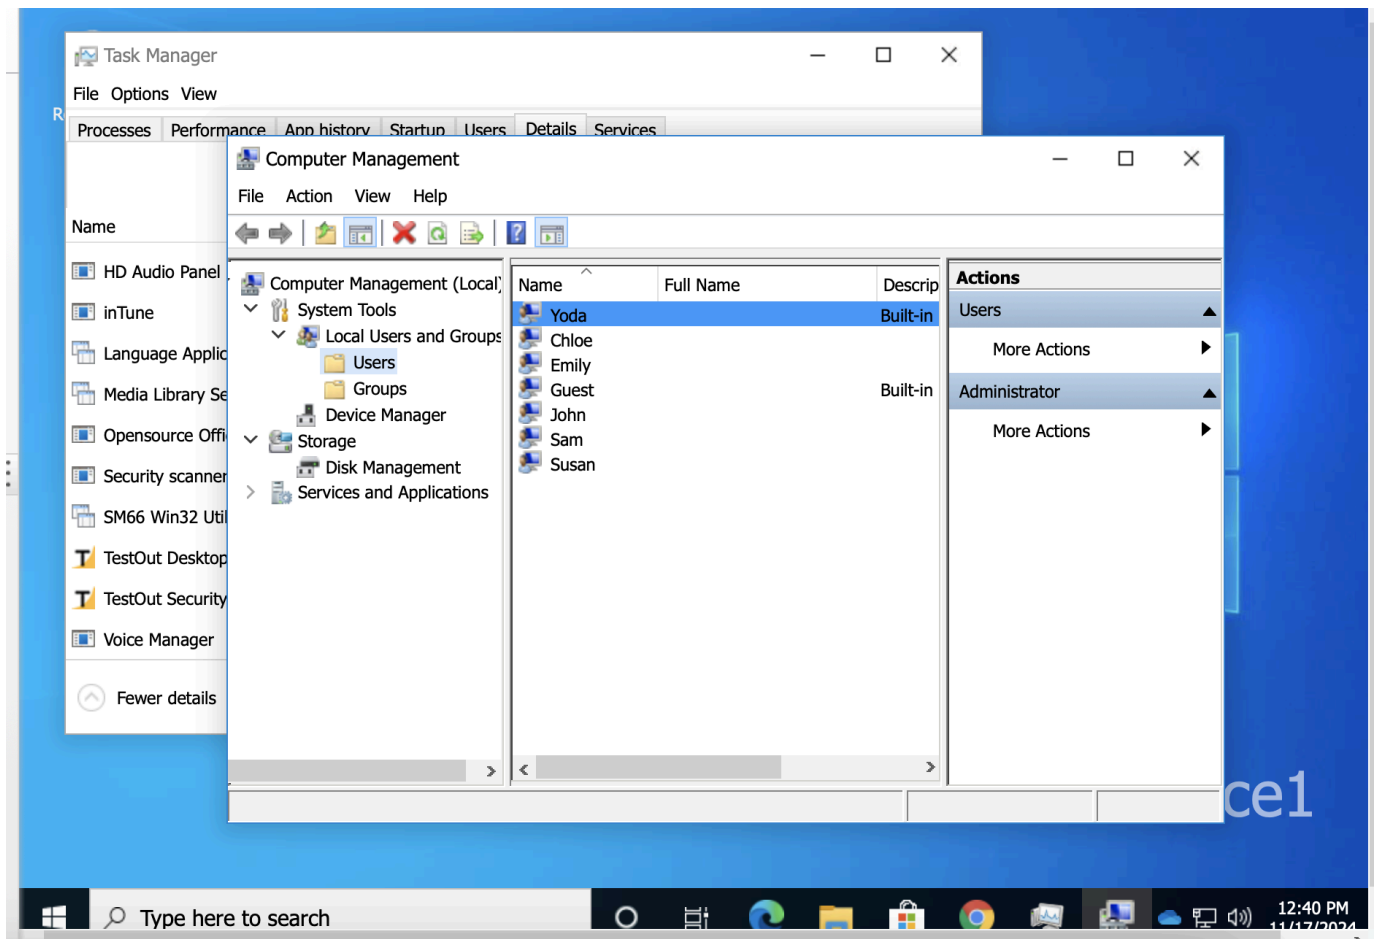 R
Task Manager
File Options View
Processes Performance App history Startup Users Details Services
Name
HD Audio Panel
inTune
Language Applic
Media Library Se
Opensource Offi
Security scanner
SM66 Win32 Util
TestOut Desktop
TestOut Security
Voice Manager
Fewer details
Computer Management
File Action View Help
Computer Management (Local)
System Tools
Local Users and Groups
Users
Groups
Device Manager
Storage
Disk Management
Services and Applications
Name Full Name Descrip
Yoda Built-in
Chloe
Emily
Guest Built-in
John
Sam
Susan
Actions
Users
More Actions
Administrator
More Actions
ce1
Type here to search
12:40 PM
11/17/2024